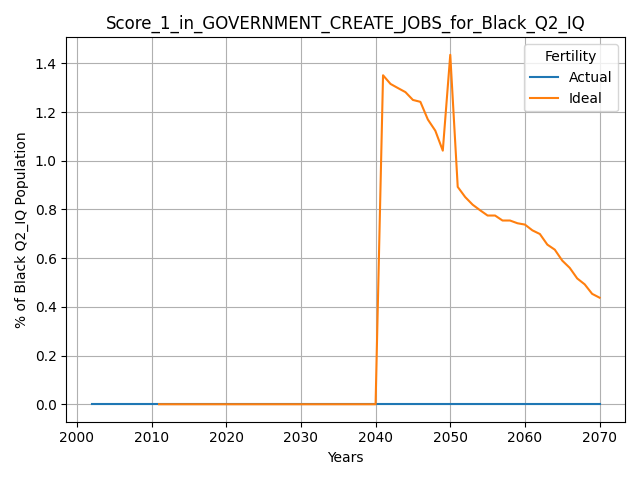 Score_1_in_GOVERNMENT_CREATE_JOBS_for_Black_Q2_IQ
Fertility
Actual
Ideal
% of Black Q2_IQ Population
1.4
1.2
1.0
0.8
0.6
0.4
0.2
0.0
2000 2010 2020 2030 2040 2050 2060 2070
Years